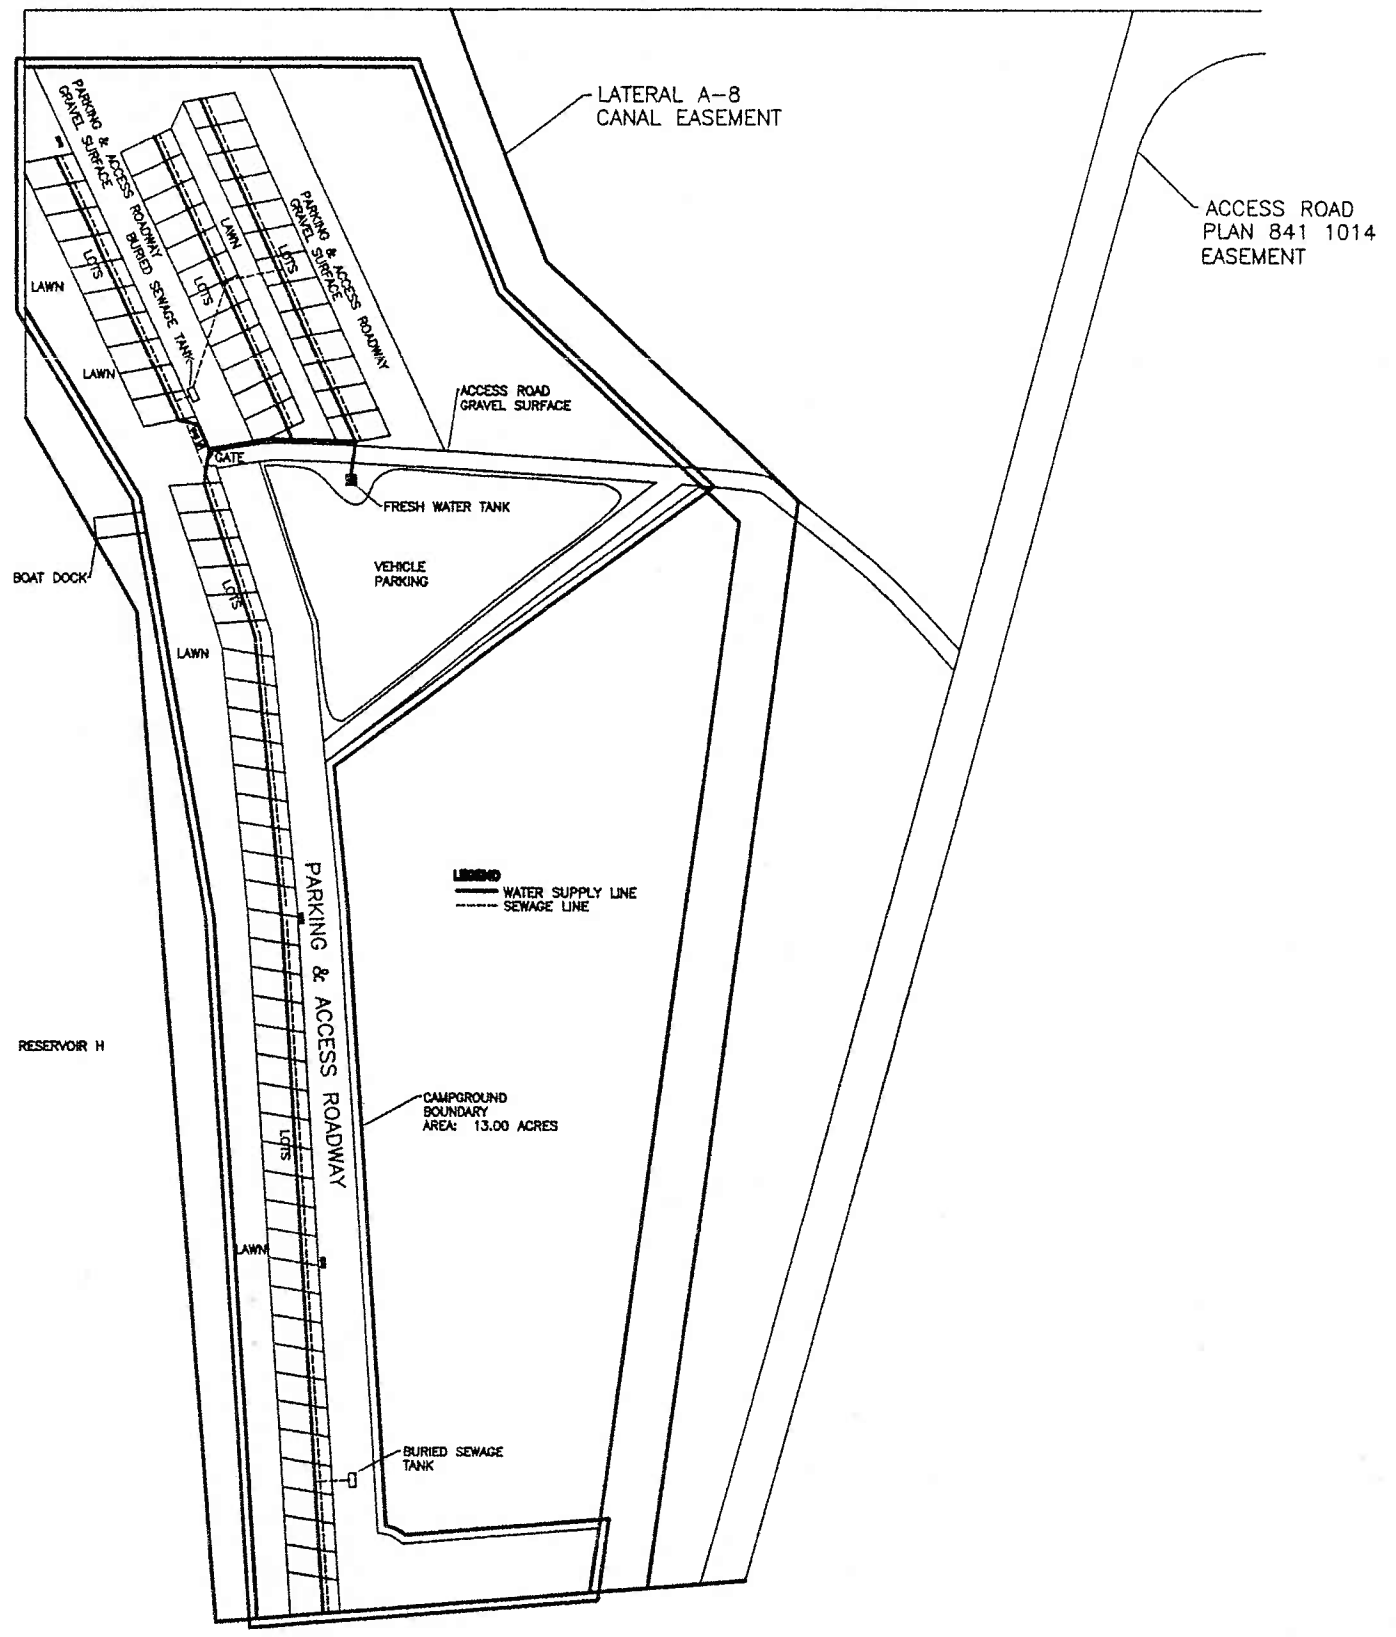 LATERAL A-8
CANAL EASEMENT
ACCESS ROAD
PLAN 841 1014
EASEMENT
PARKING & ACCESS ROADWAY
GRAVEL SURFACE
BURIED SEWAGE TANK
PARKING & ACCESS ROADWAY
GRAVEL SURFACE
LAWN
LOTS
LOTS
LOTS
LAWN
LAWN
ACCESS ROAD
GRAVEL SURFACE
GATE
FRESH WATER TANK
VEHICLE
PARKING
BOAT DOCK
LOTS
LAWN
LEGEND
WATER SUPPLY LINE
SEWAGE LINE
PARKING & ACCESS ROADWAY
RESERVOIR H
CAMPGROUND
BOUNDARY
AREA: 13.00 ACRES
LOTS
LAWN
BURIED SEWAGE
TANK